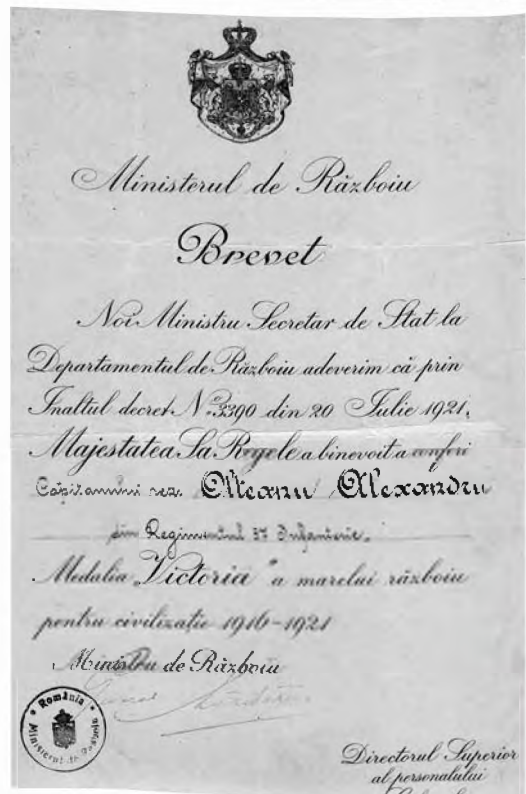 Ministerul de Războiu
Brevet
Noi Ministru Secretar de Stat la
Departamentul de Războiu adeverim că prin
Inaltul decret No 3390 din 20 Iulie 1921,
Majestatea Sa Regele a binevoit a conferi
Capitanului rez. Olteanu Alexandru
din Regimentul 37 Infanterie.
Medalia „Victoria” a marelui războiu
pentru civilizație 1916-1921
Ministru de Războiu
România
Ministerul de Războiu
Directorul Superior
al personalului